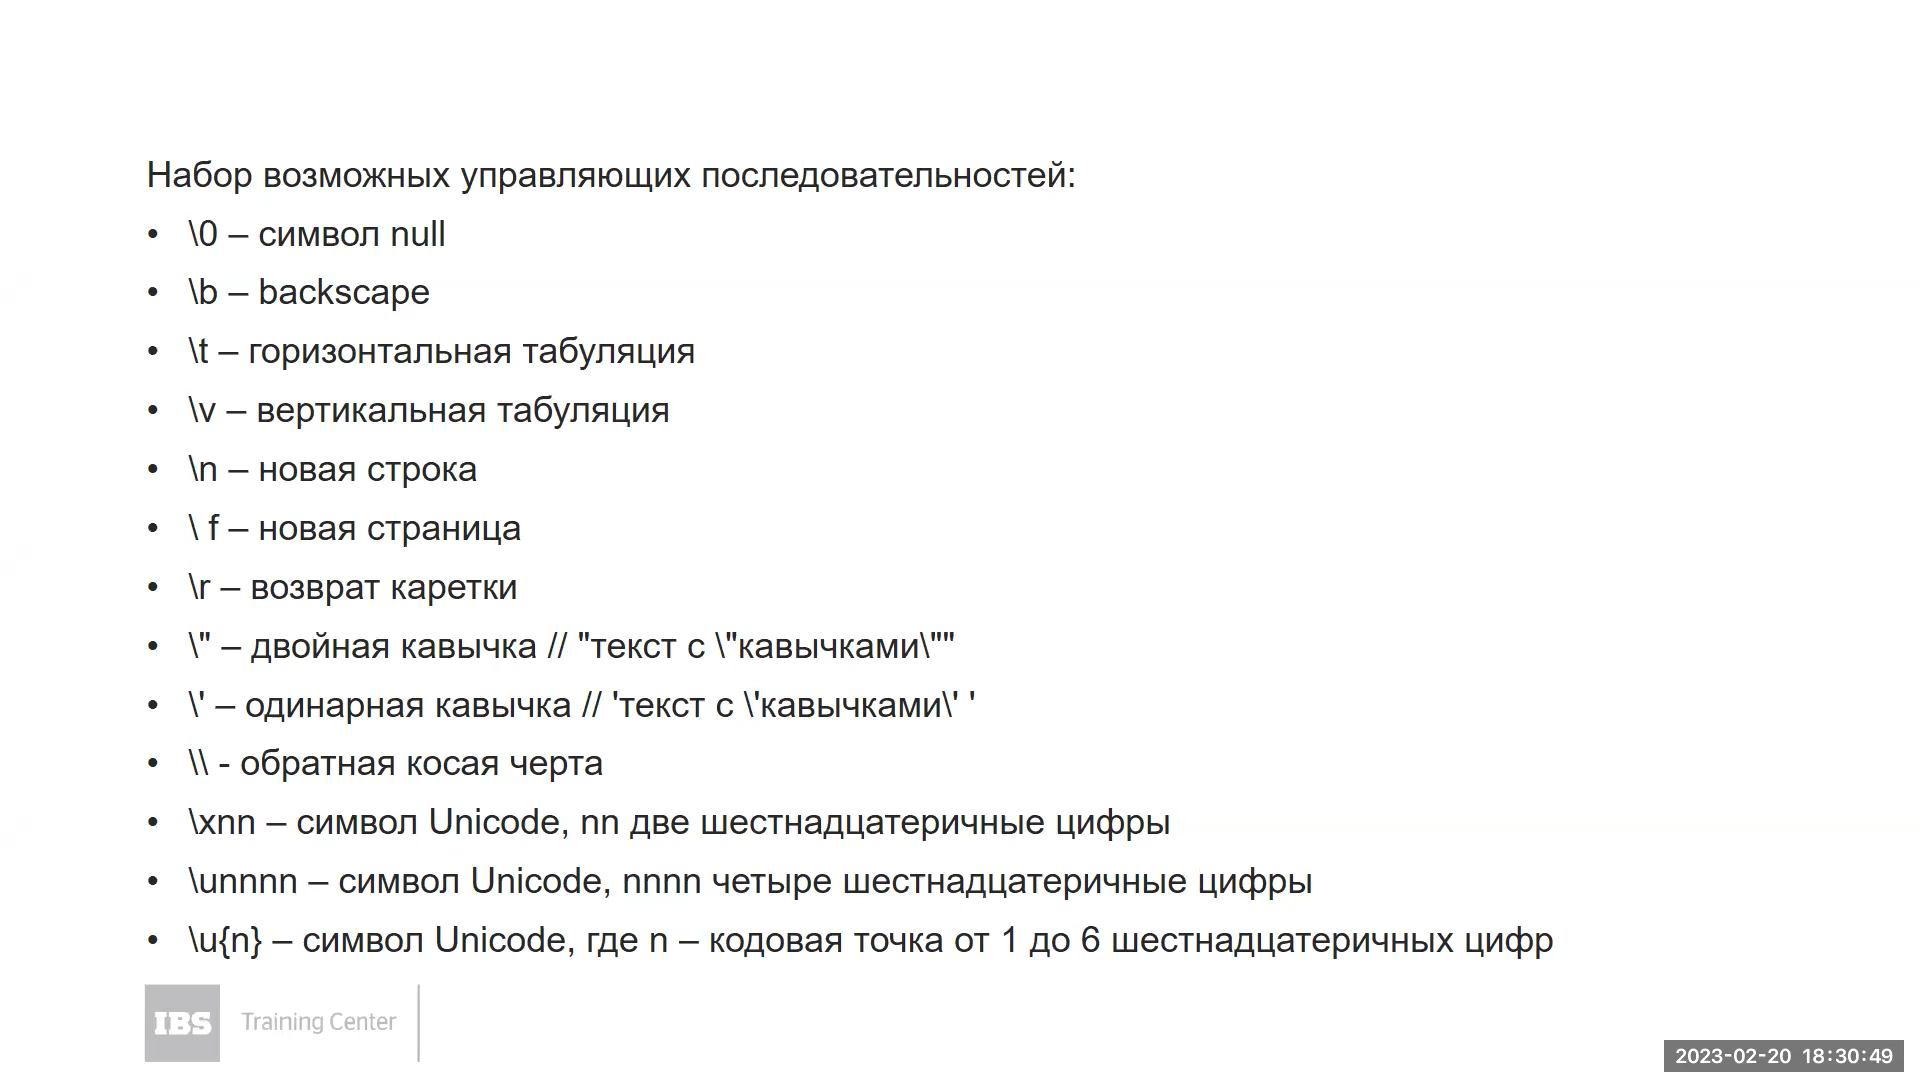 Набор возможных управляющих последовательностей:
• \0 – символ null
• \b – backscape
• \t – горизонтальная табуляция
• \v – вертикальная табуляция
• \n – новая строка
• \ f – новая страница
• \r – возврат каретки
• \" – двойная кавычка // "текст с \"кавычками\""
• \' – одинарная кавычка // 'текст с \'кавычками\' '
• \\ - обратная косая черта
• \xnn – символ Unicode, nn две шестнадцатеричные цифры
• \unnnn – символ Unicode, nnnn четыре шестнадцатеричные цифры
• \u{n} – символ Unicode, где n – кодовая точка от 1 до 6 шестнадцатеричных цифр
IBS Training Center
2023-02-20 18:30:49